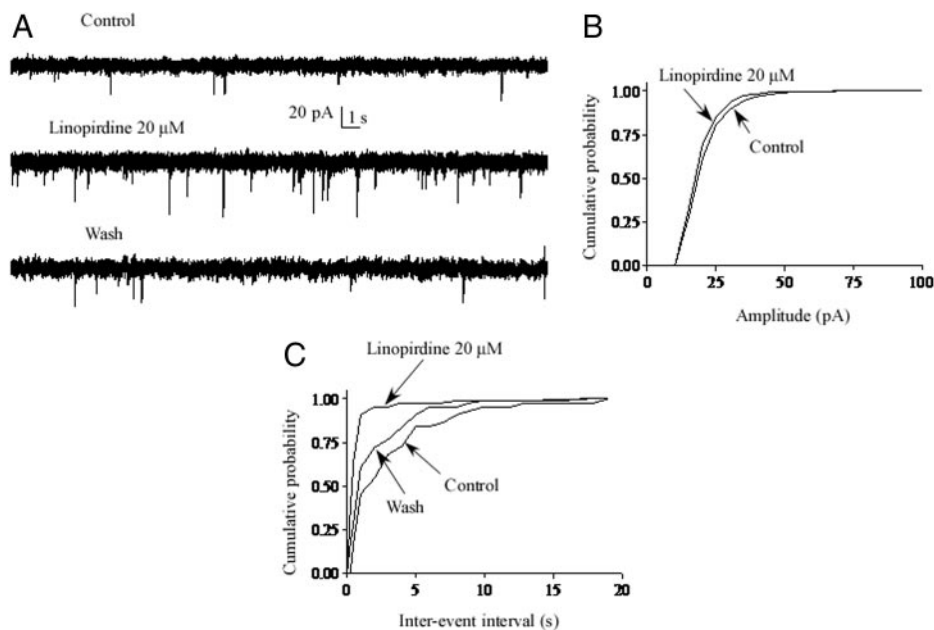 A
Control
20 pA
1 s
Linopirdine 20 μM
Wash
B
Linopirdine 20 μM
Control
Cumulative probability
1.00
0.75
0.50
0.25
0.00
0 25 50 75 100
Amplitude (pA)
C
Linopirdine 20 μM
Control
Wash
Cumulative probability
1.00
0.75
0.50
0.25
0.00
0 5 10 15 20
Inter-event interval (s)